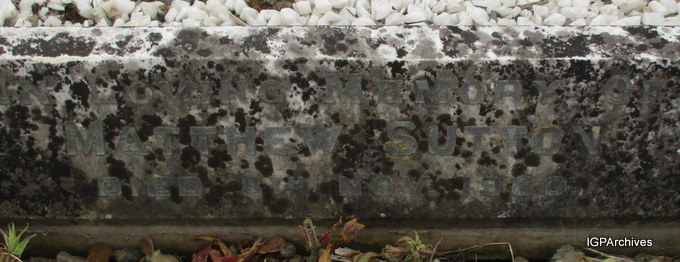 In Loving Memory Of
Matthew Sutton
Died Nov. 
IGPArchives